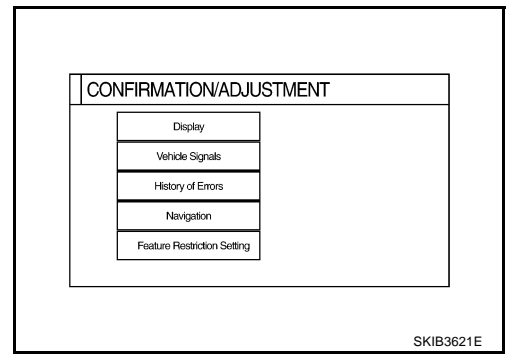 CONFIRMATION/ADJUSTMENT
Display
Vehicle Signals
History of Errors
Navigation
Feature Restriction Setting
SKIB3621E